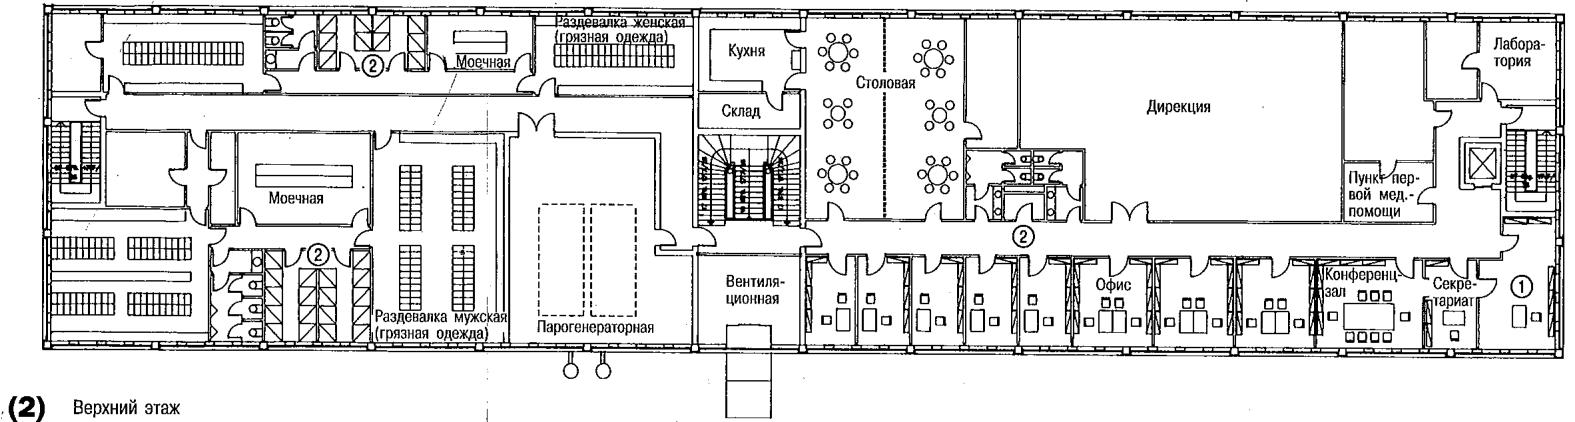 Раздевалка женская
(грязная одежда)
Моечная
2
Кухня
Столовая
Склад
Дирекция
Лабора-
тория
Пункт пер-
вой мед.-
помощи
Моечная
2
Раздевалка мужская
(грязная одежда)
Парогенераторная
Вентиля-
ционная
2
Офис
Конференц-
зал
Секре-
тариат
1
(2) Верхний этаж